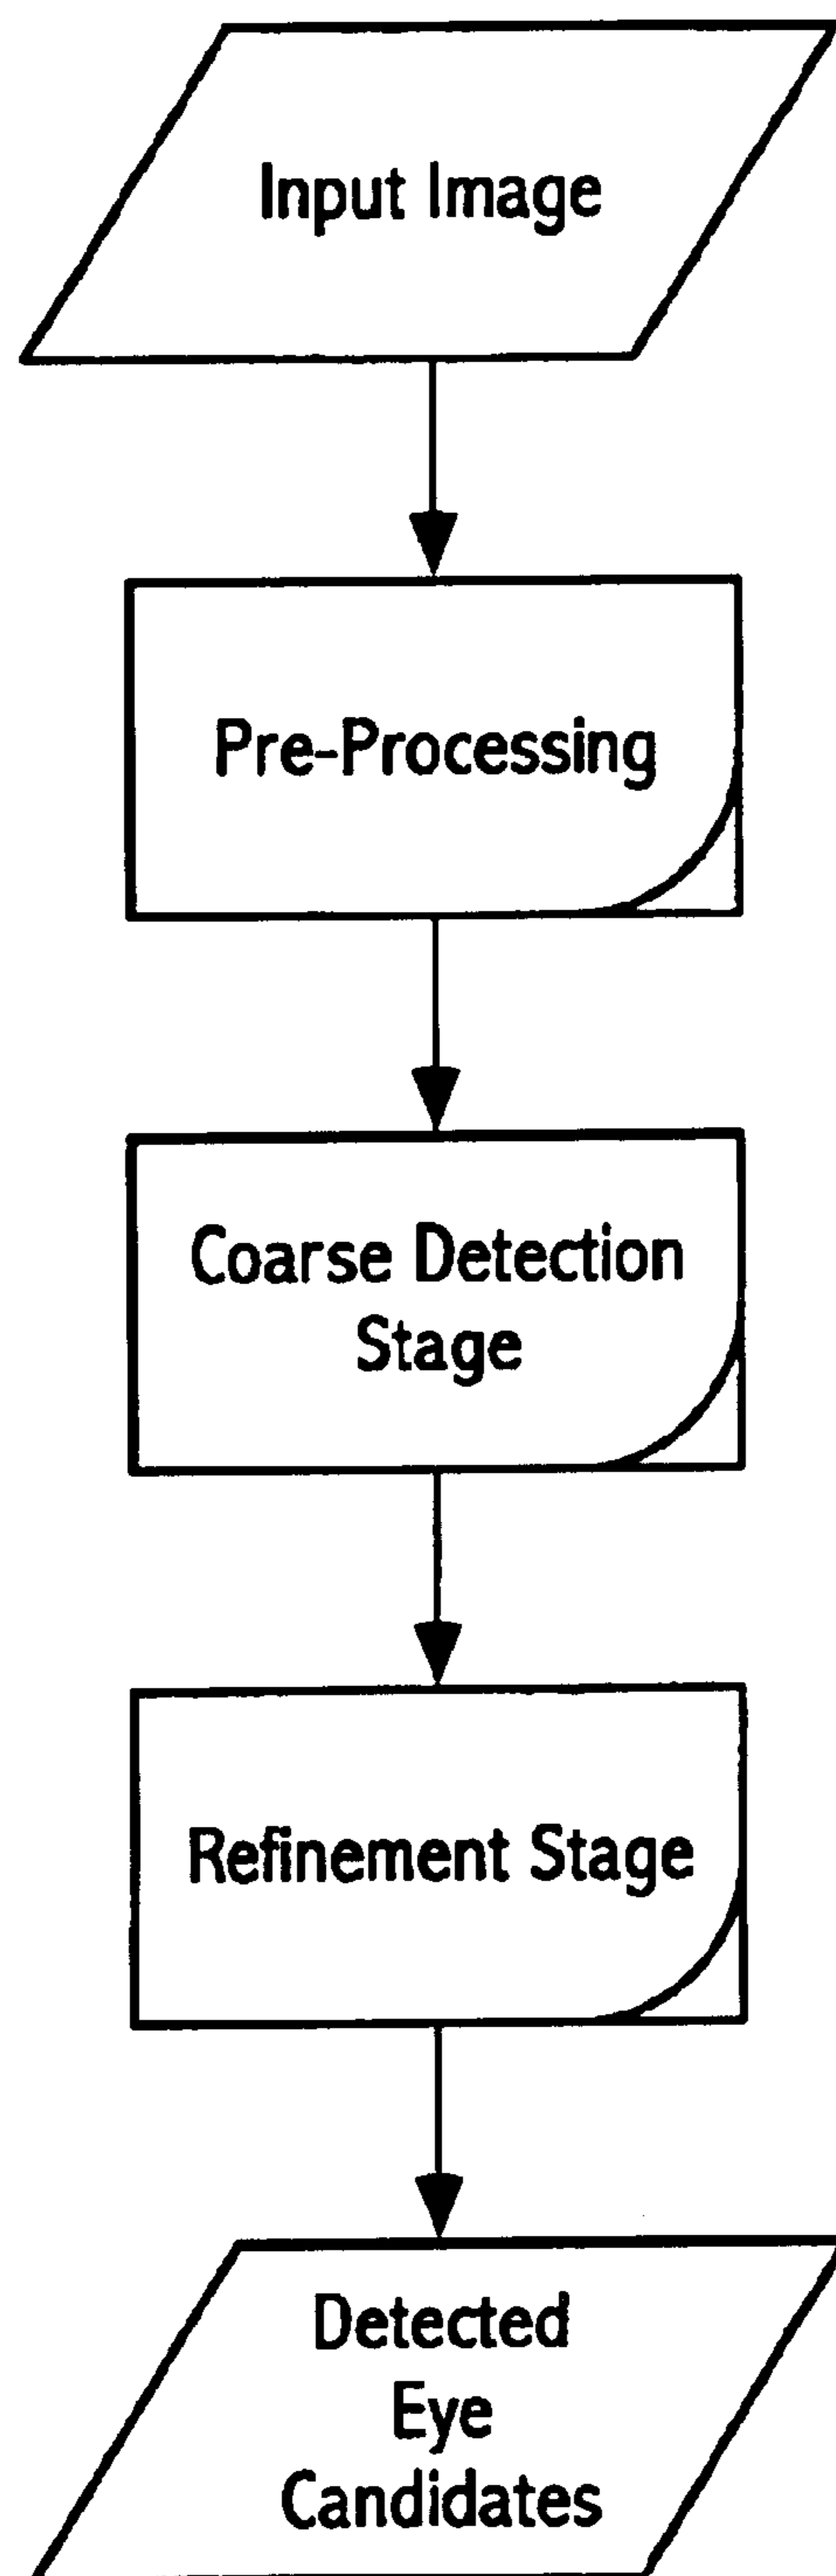 Input Image
Pre-Processing
Coarse Detection
Stage
Refinement Stage
Detected
Eye
Candidates